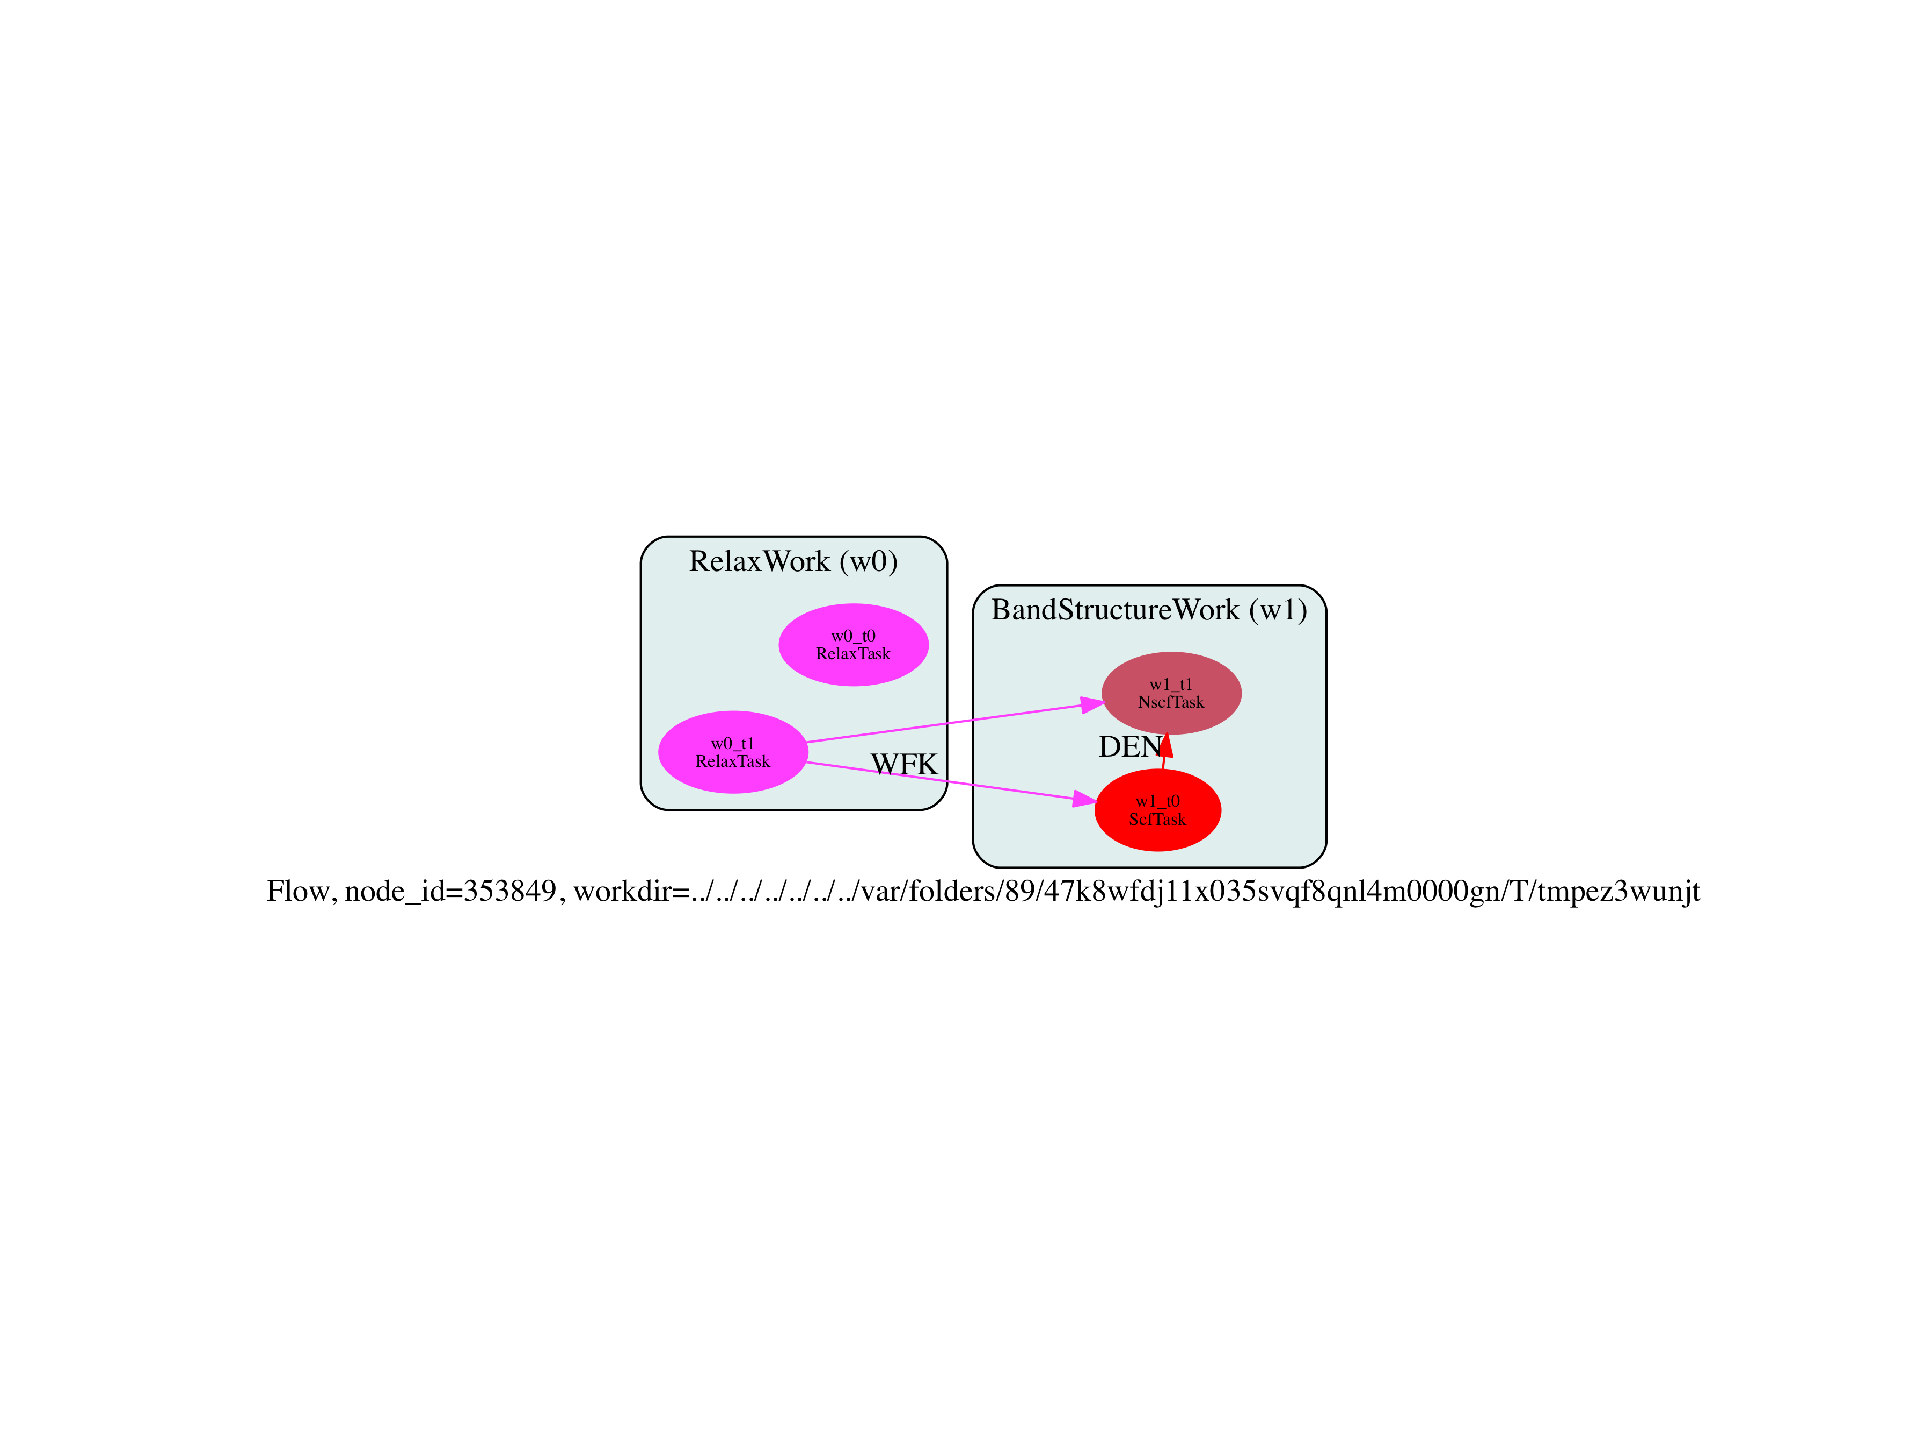 RelaxWork (w0)
w0_t0
RelaxTask
w0_t1
RelaxTask
WFK
BandStructureWork (w1)
w1_t1
NscfTask
DEN
w1_t0
ScfTask
Flow, node_id=353849, workdir=../../../../../../../var/folders/89/47k8wfdj11x035svqf8qnl4m0000gn/T/tmpez3wunjt